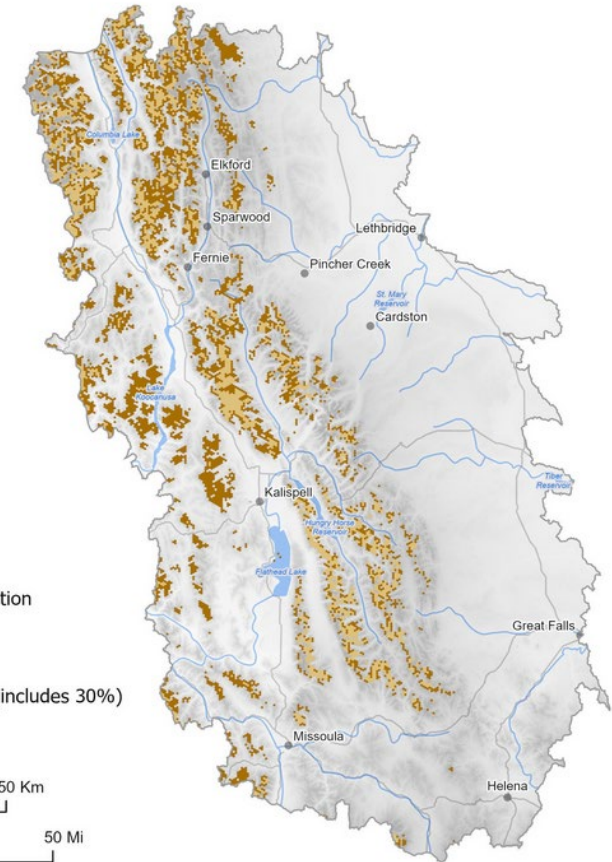 Columbia Lake
Elkford
Sparwood
Lethbridge
Fernie
Pincher Creek
St. Mary
Reservoir
Cardston
Lake
Koocanusa
Tiber
Reservoir
Kalispell
Hungry Horse
Reservoir
Flathead Lake
tion
Great Falls
includes 30%)
Missoula
50 Km
Helena
50 Mi